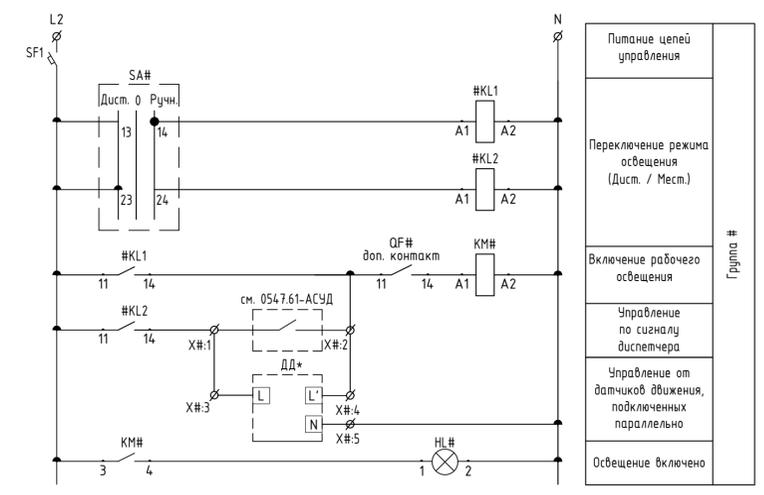 L2
N
SF1
SA#
Дист. 0 Ручн.
13 14
23 24
#KL1
A1 A2
#KL2
A1 A2
#KL1
11 14
QF#
доп. контакт
11 14
KM#
A1 A2
#KL2
11 14
см. 0547.61-АСУД
X#:1
X#:2
ДД*
L L'
N
X#:3
X#:4
X#:5
KM#
3 4
HL#
1 2
Питание цепей
управления
Переключение режима
освещения
(Дист. / Мест.)
Включение рабочего
освещения
Управление
по сигналу
диспетчера
Управление от
датчиков движения,
подключенных
параллельно
Освещение включено
Группа #